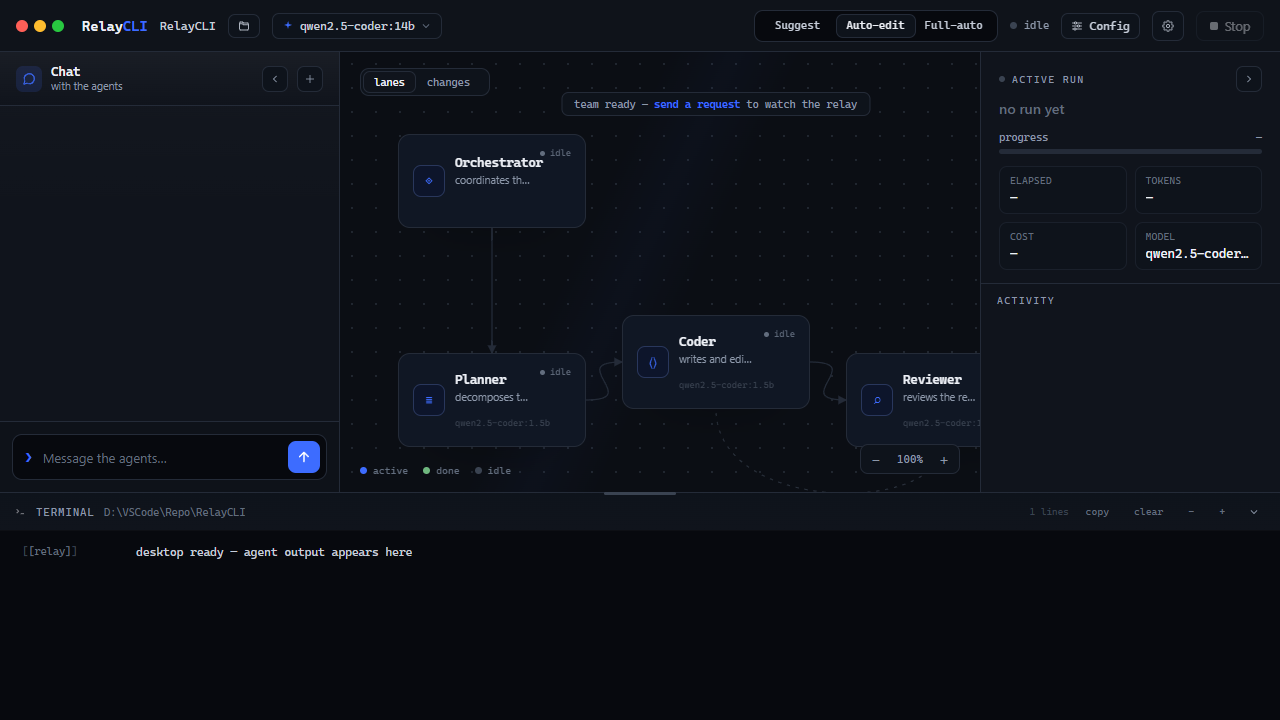 RelayCLI RelayCLI qwen2.5-coder:14b Suggest Auto-edit Full-auto idle Config Stop
Chat
with the agents
Message the agents...
lanes changes
team ready — send a request to watch the relay
Orchestrator idle
coordinates th...
Planner idle
decomposes t...
qwen2.5-coder:1.5b
Coder idle
writes and edi...
qwen2.5-coder:1.5b
Reviewer
reviews the re...
qwen2.5-coder:1
active done idle
− 100% +
ACTIVE RUN
no run yet
progress —
ELAPSED
—
TOKENS
—
COST
—
MODEL
qwen2.5-coder…
ACTIVITY
TERMINAL D:\VSCode\Repo\RelayCLI 1 lines copy clear − +
[[relay]] desktop ready — agent output appears here